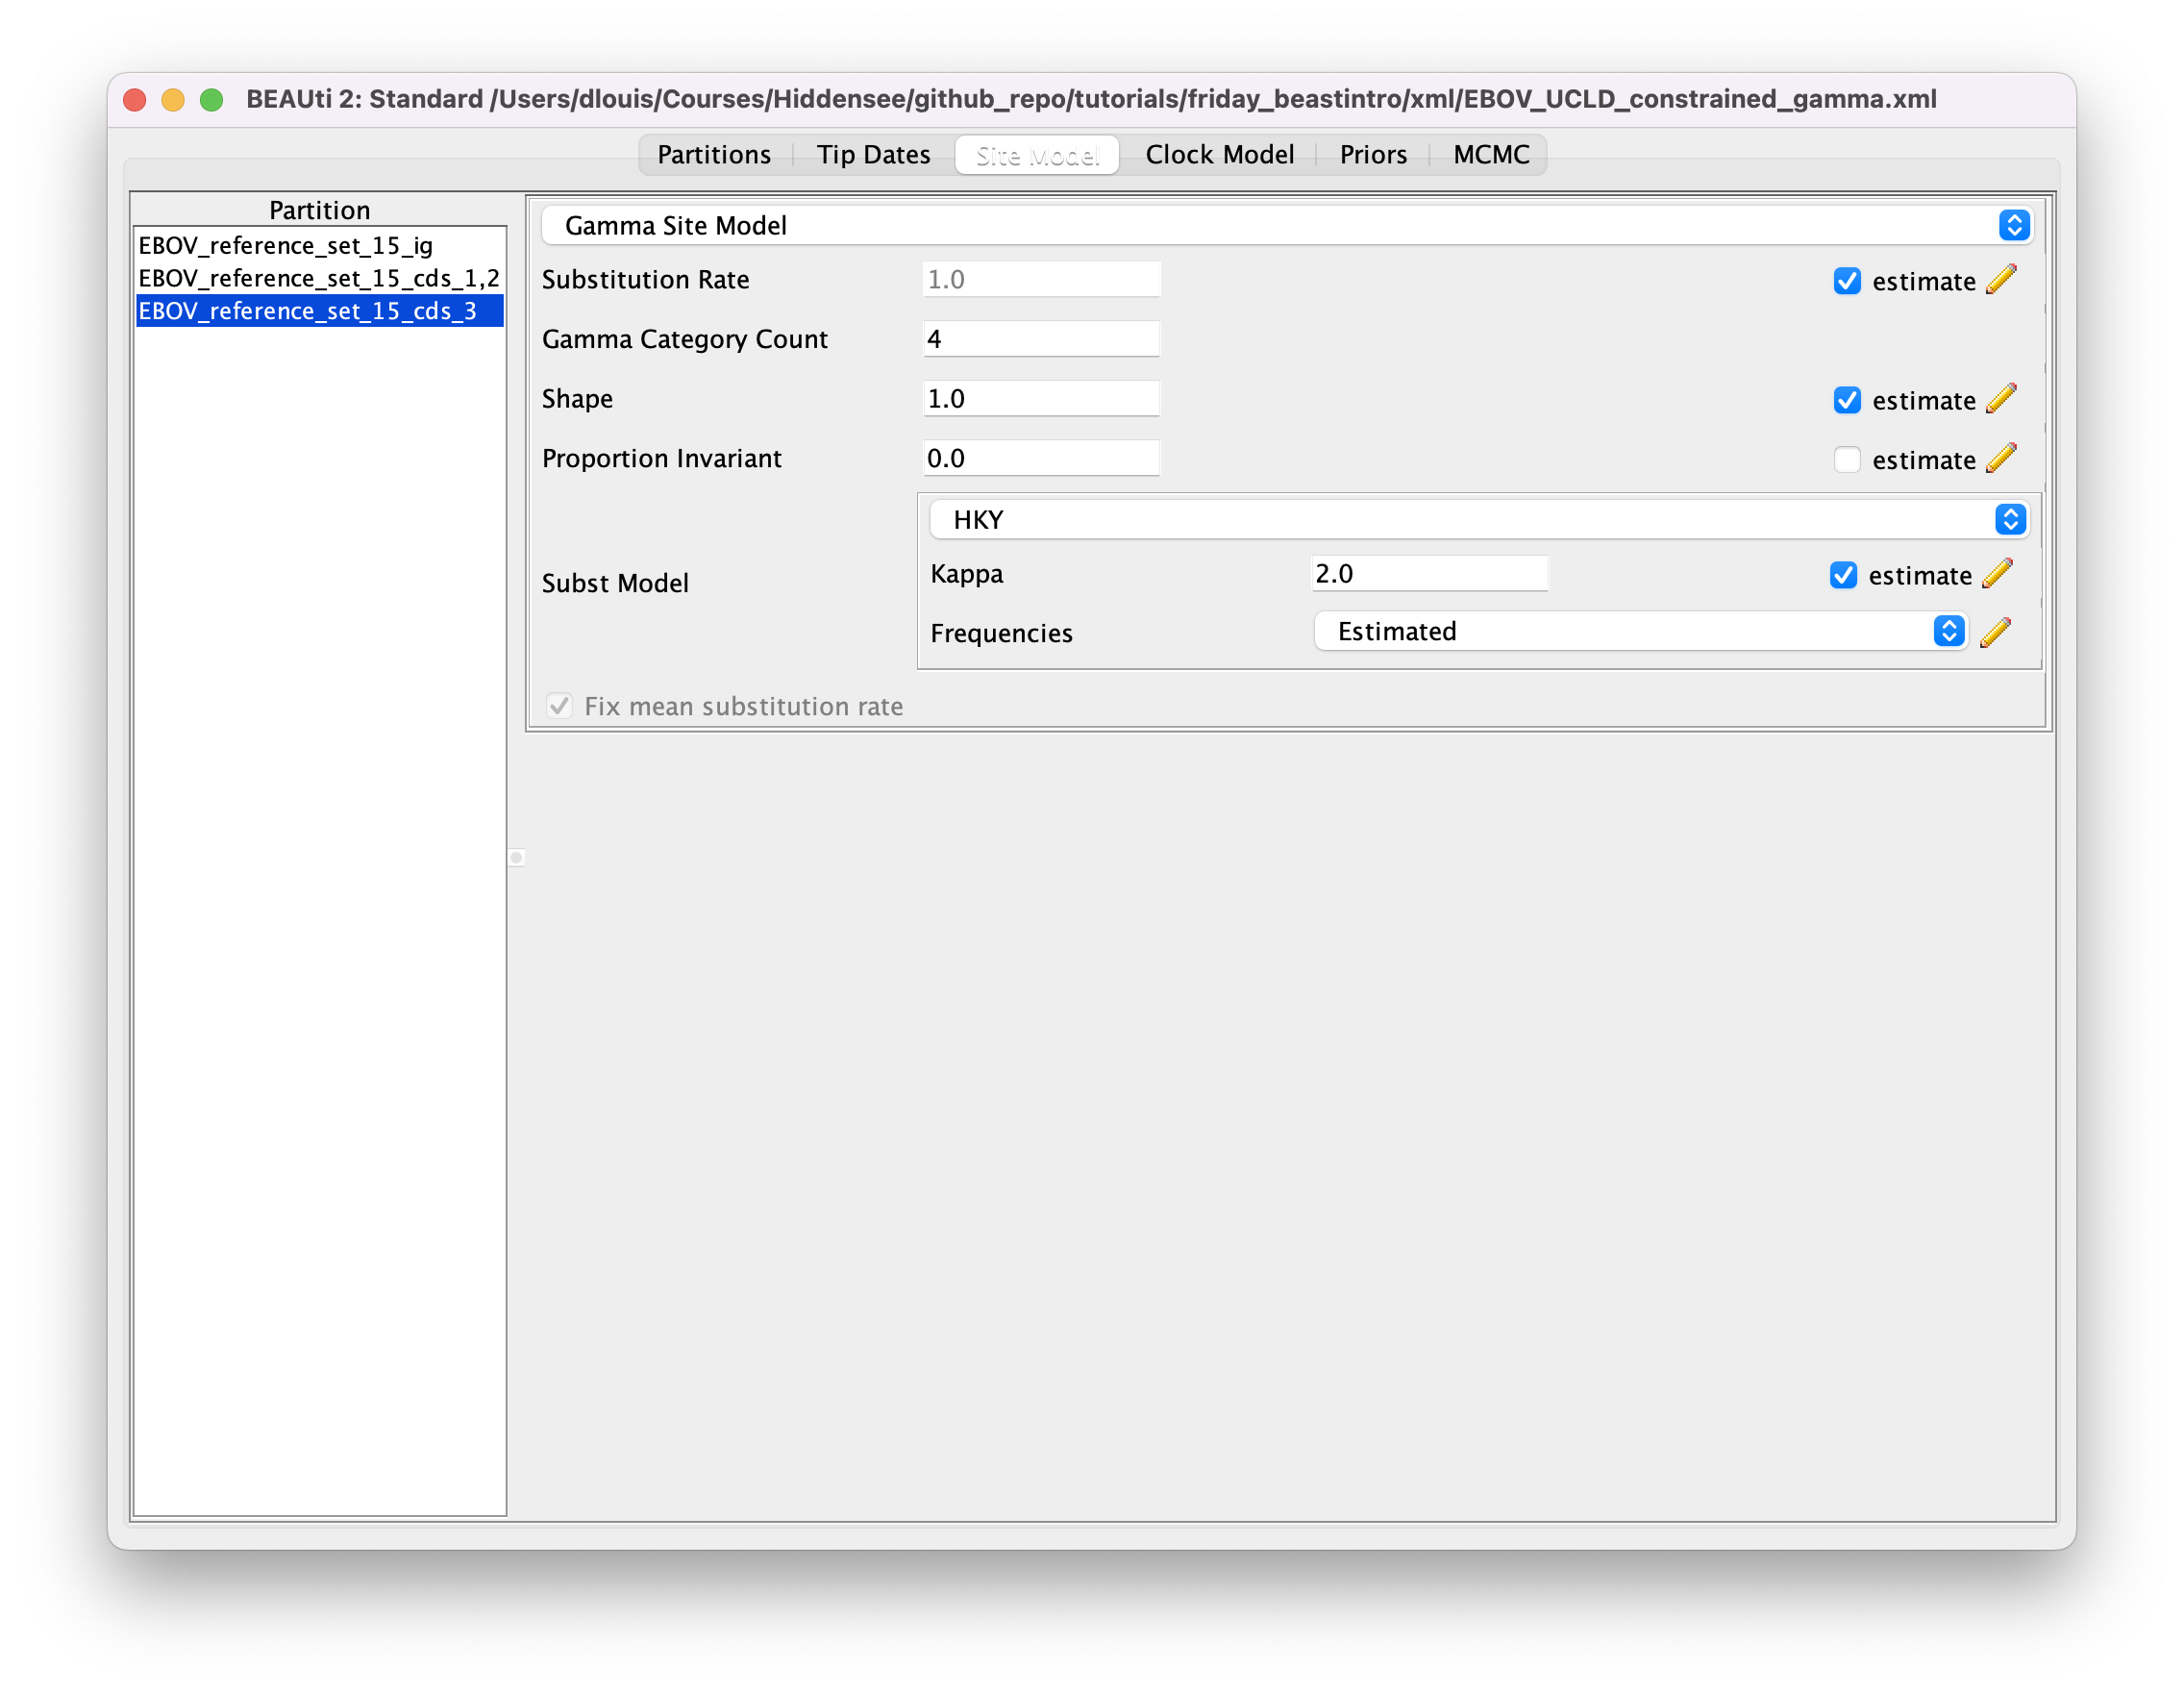 BEAUti 2: Standard /Users/dlouis/Courses/Hiddensee/github_repo/tutorials/friday_beastintro/xml/EBOV_UCLD_constrained_gamma.xml
Partitions Tip Dates Site Model Clock Model Priors MCMC
Partition
EBOV_reference_set_15_ig
EBOV_reference_set_15_cds_1,2
EBOV_reference_set_15_cds_3
Gamma Site Model
Substitution Rate 1.0 estimate
Gamma Category Count 4
Shape 1.0 estimate
Proportion Invariant 0.0 estimate
HKY
Kappa 2.0 estimate
Subst Model
Frequencies Estimated
Fix mean substitution rate